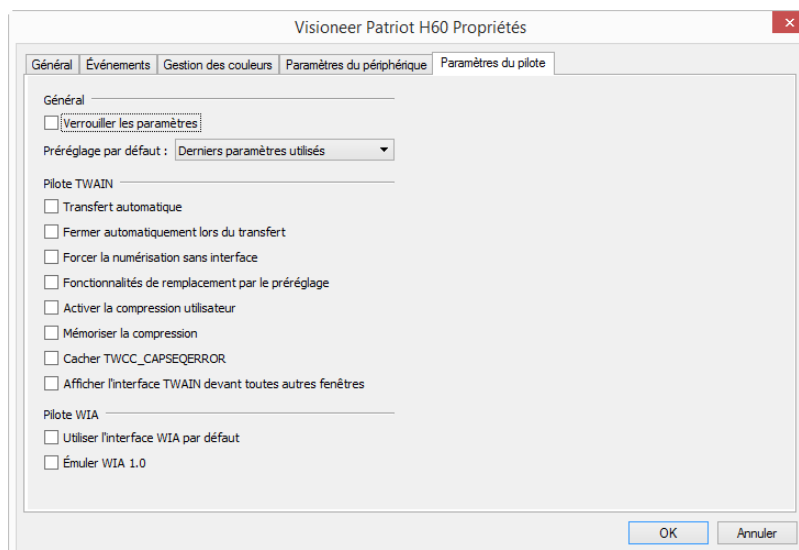 Visioneer Patriot H60 Propriétés
Général Événements Gestion des couleurs Paramètres du périphérique Paramètres du pilote
Général
Verrouiller les paramètres
Préréglage par défaut : Derniers paramètres utilisés
Pilote TWAIN
Transfert automatique
Fermer automatiquement lors du transfert
Forcer la numérisation sans interface
Fonctionnalités de remplacement par le préréglage
Activer la compression utilisateur
Mémoriser la compression
Cacher TWCC_CAPSEQERROR
Afficher l'interface TWAIN devant toutes autres fenêtres
Pilote WIA
Utiliser l'interface WIA par défaut
Émuler WIA 1.0
OK Annuler